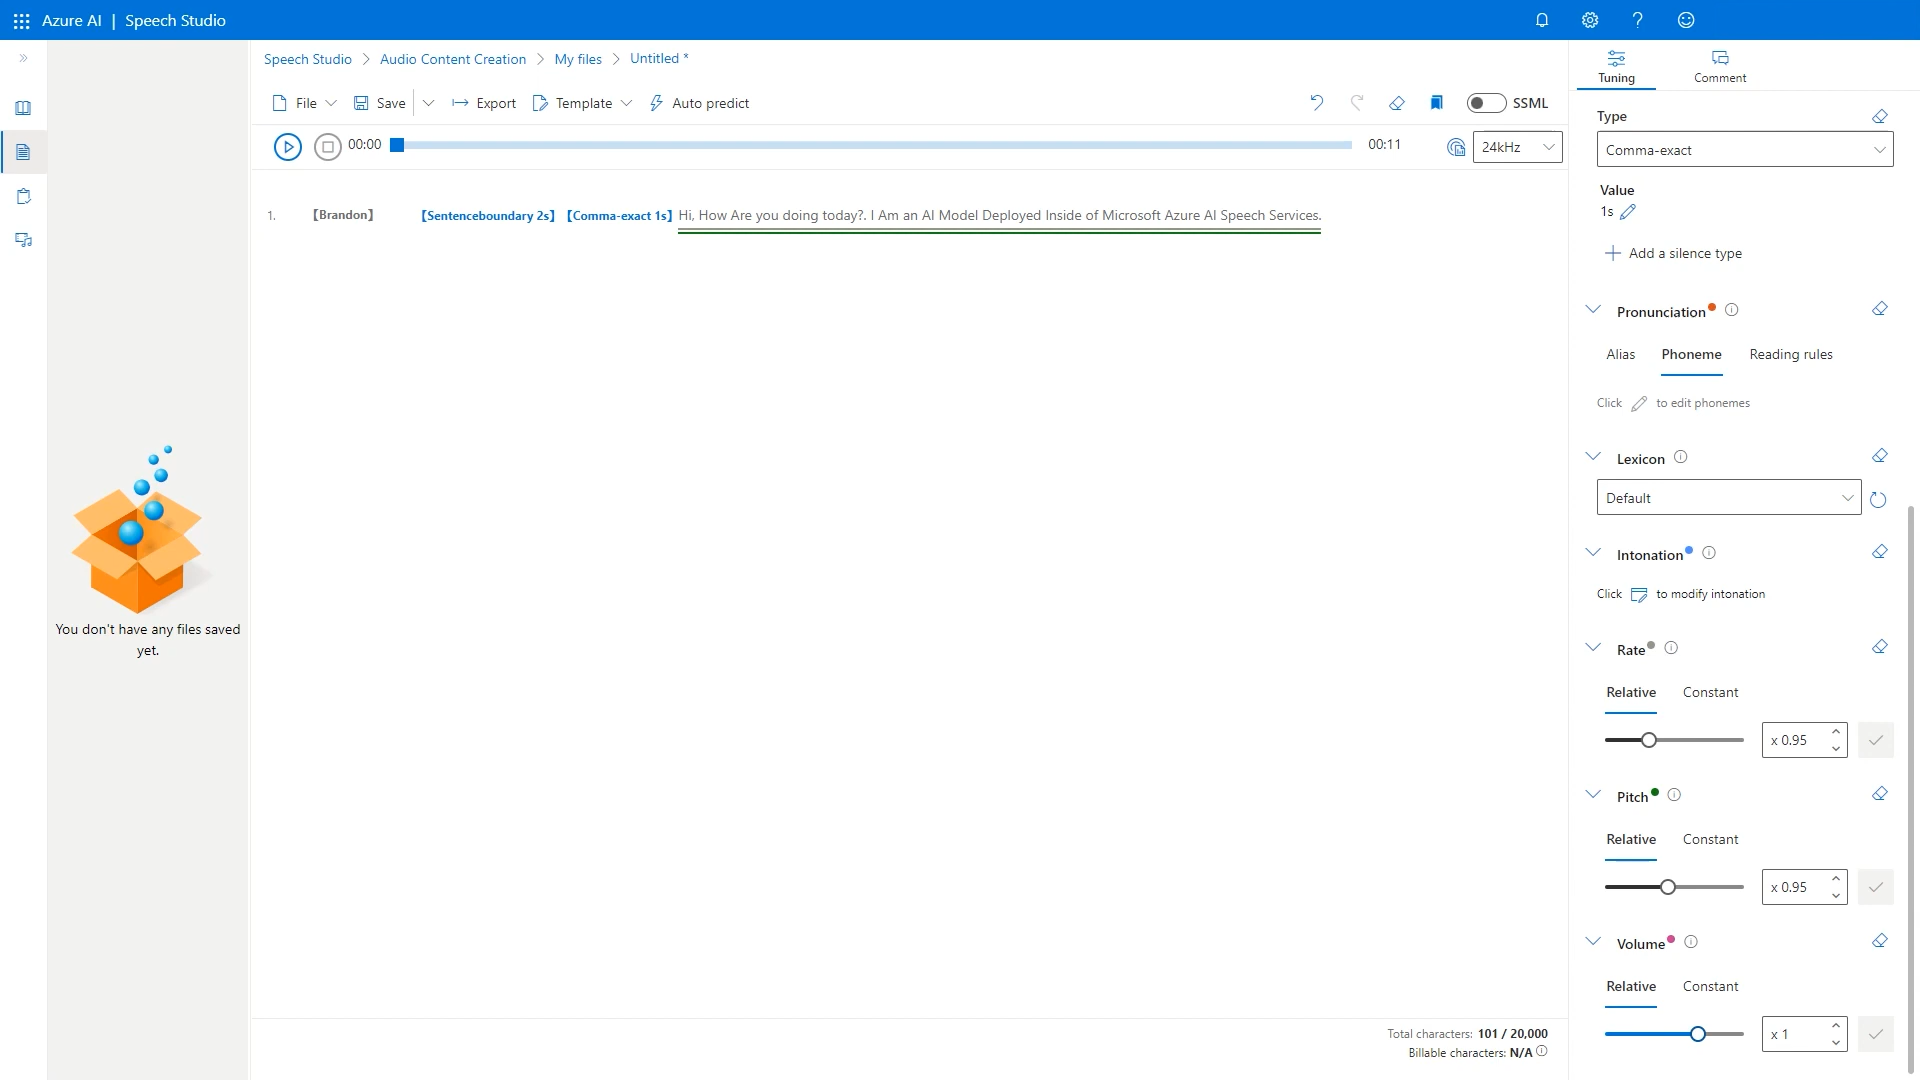 Azure AI | Speech Studio
Speech Studio > Audio Content Creation > My files > Untitled *
File Save Export Template Auto predict SSML
00:00 00:11 24kHz
1. 【Brandon】 【Sentenceboundary 2s】 【Comma-exact 1s】 Hi, How Are you doing today?. I Am an AI Model Deployed Inside of Microsoft Azure AI Speech Services.
You don't have any files saved
yet.
Total characters: 101 / 20,000
Billable characters: N/A
Tuning Comment
Type
Comma-exact
Value
1s
Add a silence type
Pronunciation
Alias Phoneme Reading rules
Click to edit phonemes
Lexicon
Default
Intonation
Click to modify intonation
Rate
Relative Constant
x 0.95
Pitch
Relative Constant
x 0.95
Volume
Relative Constant
x 1